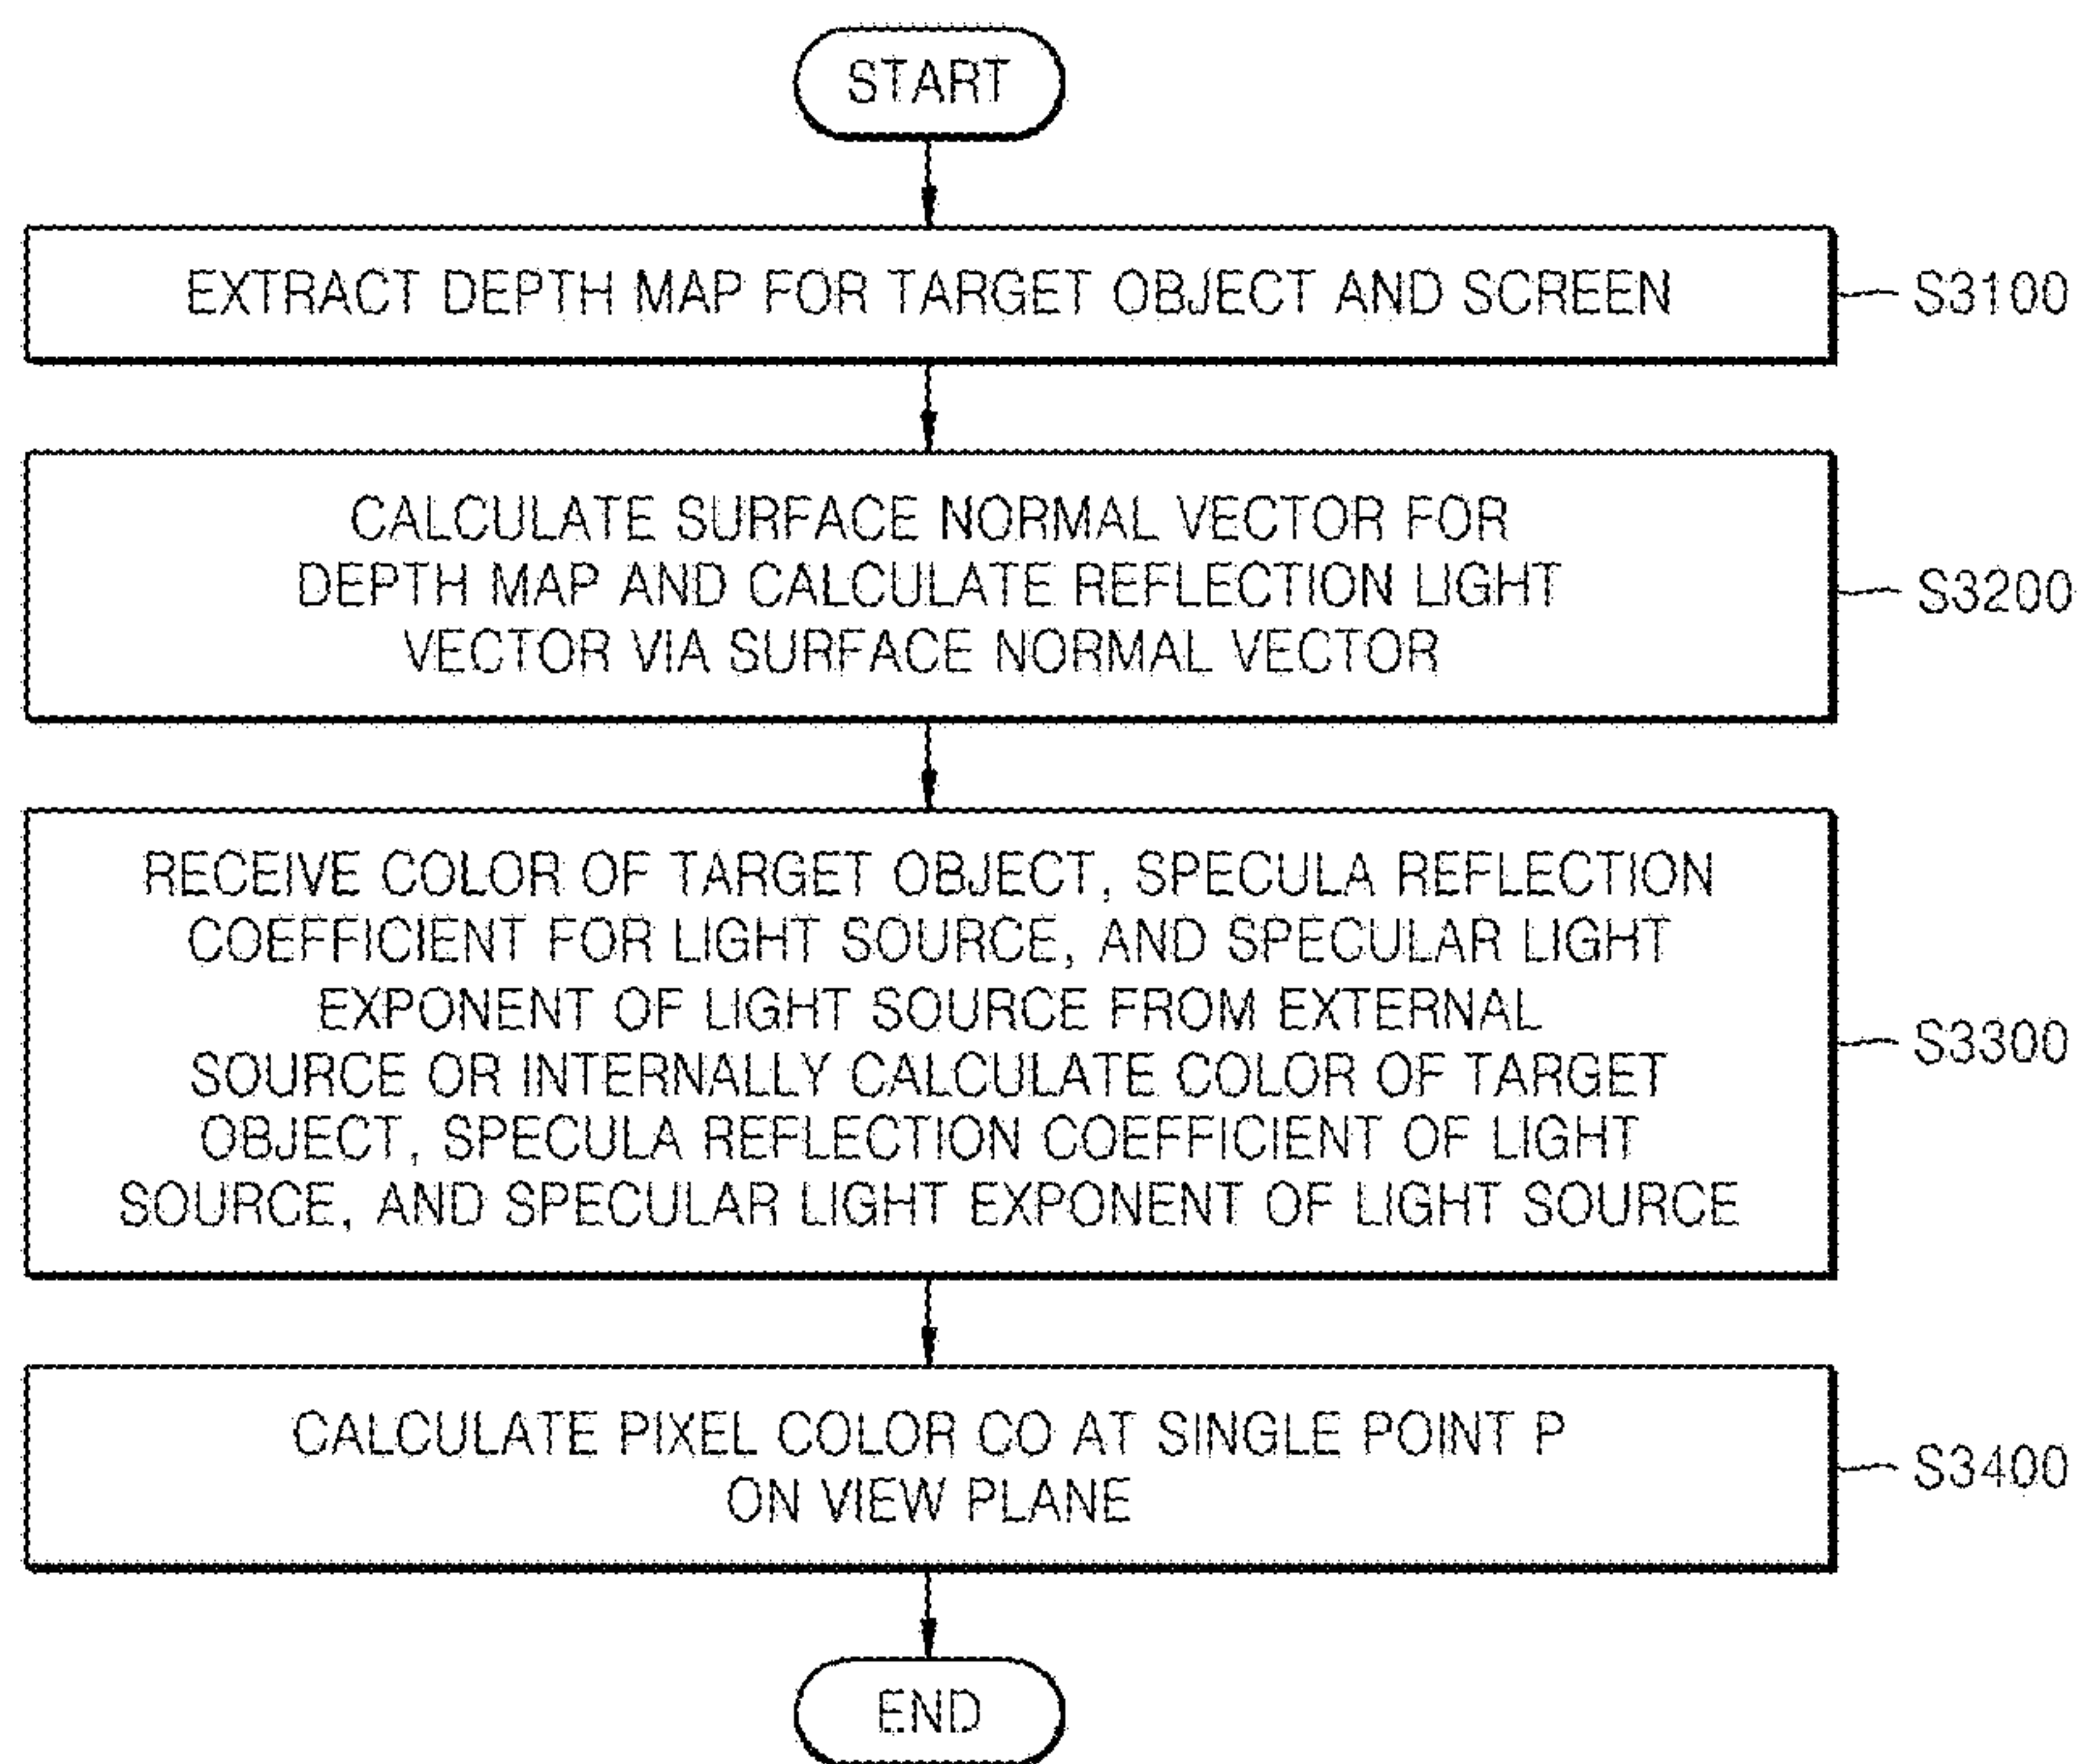 START
EXTRACT DEPTH MAP FOR TARGET OBJECT AND SCREEN
S3100
CALCULATE SURFACE NORMAL VECTOR FOR
DEPTH MAP AND CALCULATE REFLECTION LIGHT
VECTOR VIA SURFACE NORMAL VECTOR
S3200
RECEIVE COLOR OF TARGET OBJECT, SPECULA REFLECTION
COEFFICIENT FOR LIGHT SOURCE, AND SPECULAR LIGHT
EXPONENT OF LIGHT SOURCE FROM EXTERNAL
SOURCE OR INTERNALLY CALCULATE COLOR OF TARGET
OBJECT, SPECULA REFLECTION COEFFICIENT OF LIGHT
SOURCE, AND SPECULAR LIGHT EXPONENT OF LIGHT SOURCE
S3300
CALCULATE PIXEL COLOR CO AT SINGLE POINT P
ON VIEW PLANE
S3400
END